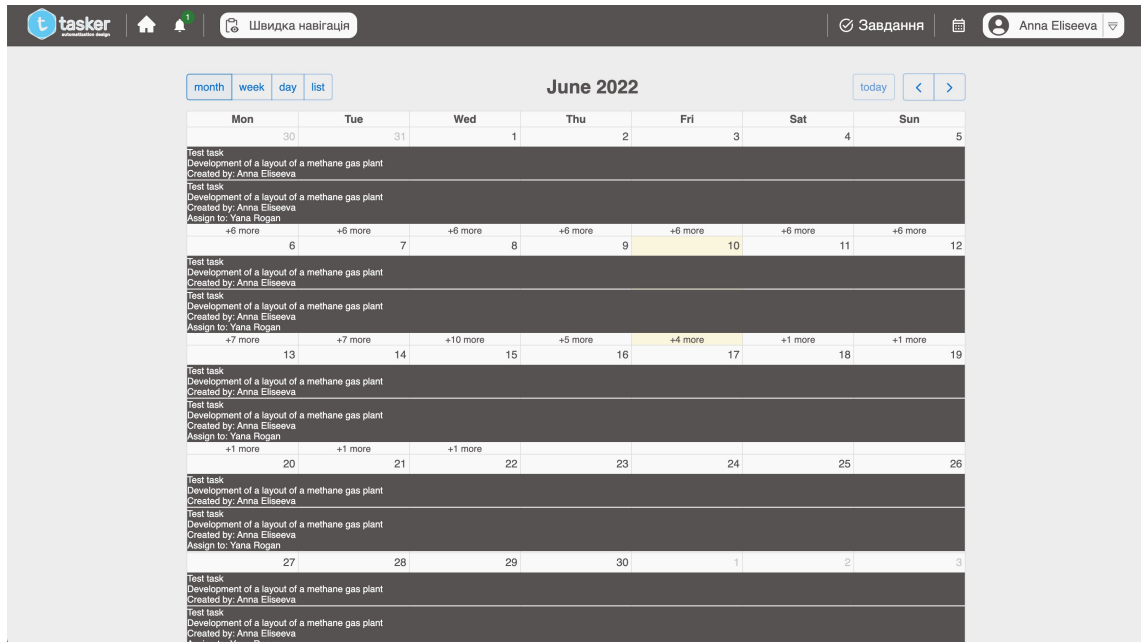 tasker
automatization design
1
Швидка навігація
Завдання
Anna Eliseeva
month week day list
June 2022
today
Mon Tue Wed Thu Fri Sat Sun
30 31 1 2 3 4 5
Test task
Development of a layout of a methane gas plant
Created by: Anna Eliseeva
Test task
Development of a layout of a methane gas plant
Created by: Anna Eliseeva
Assign to: Yana Rogan
+6 more +6 more +6 more +6 more +6 more +6 more +6 more
6 7 8 9 10 11 12
Test task
Development of a layout of a methane gas plant
Created by: Anna Eliseeva
Test task
Development of a layout of a methane gas plant
Created by: Anna Eliseeva
Assign to: Yana Rogan
+7 more +7 more +10 more +5 more +4 more +1 more +1 more
13 14 15 16 17 18 19
Test task
Development of a layout of a methane gas plant
Created by: Anna Eliseeva
Test task
Development of a layout of a methane gas plant
Created by: Anna Eliseeva
Assign to: Yana Rogan
+1 more +1 more +1 more
20 21 22 23 24 25 26
Test task
Development of a layout of a methane gas plant
Created by: Anna Eliseeva
Test task
Development of a layout of a methane gas plant
Created by: Anna Eliseeva
Assign to: Yana Rogan
27 28 29 30 1 2 3
Test task
Development of a layout of a methane gas plant
Created by: Anna Eliseeva
Test task
Development of a layout of a methane gas plant
Created by: Anna Eliseeva